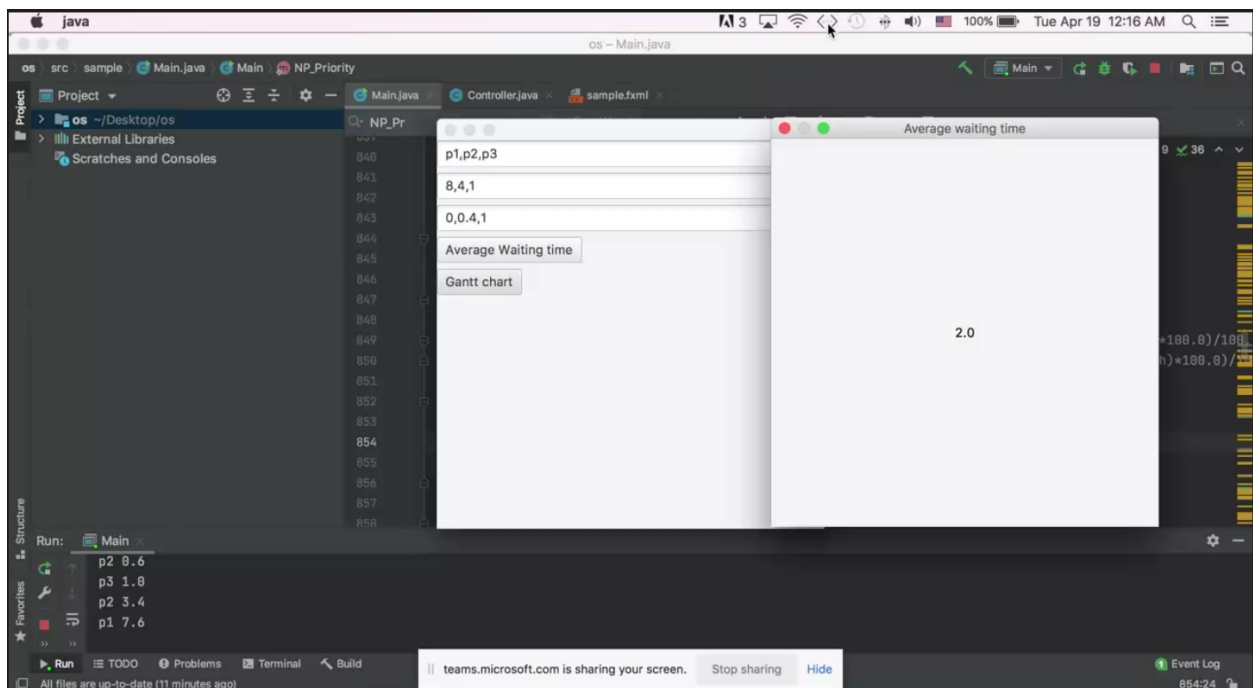 java 3 100% Tue Apr 19 12:16 AM
os – Main.java
os src sample Main.java Main NP_Priority Main
Project Main.java Controller.java sample.fxml
Project
os ~/Desktop/os
External Libraries
Scratches and Consoles
NP_Pr
Average waiting time
p1,p2,p3
8,4,1
0,0.4,1
Average Waiting time
Gantt chart
2.0
9 36
840
841
842
843
844
845
846
847
848
849 *100.0)/100
850 h)*100.0)/
851
852
853
854
855
856
857
858
Structure
Favorites
Run: Main
p2 0.6
p3 1.0
p2 3.4
p1 7.6
Run TODO Problems Terminal Build
teams.microsoft.com is sharing your screen. Stop sharing Hide
1 Event Log
All files are up-to-date (11 minutes ago) 854:24